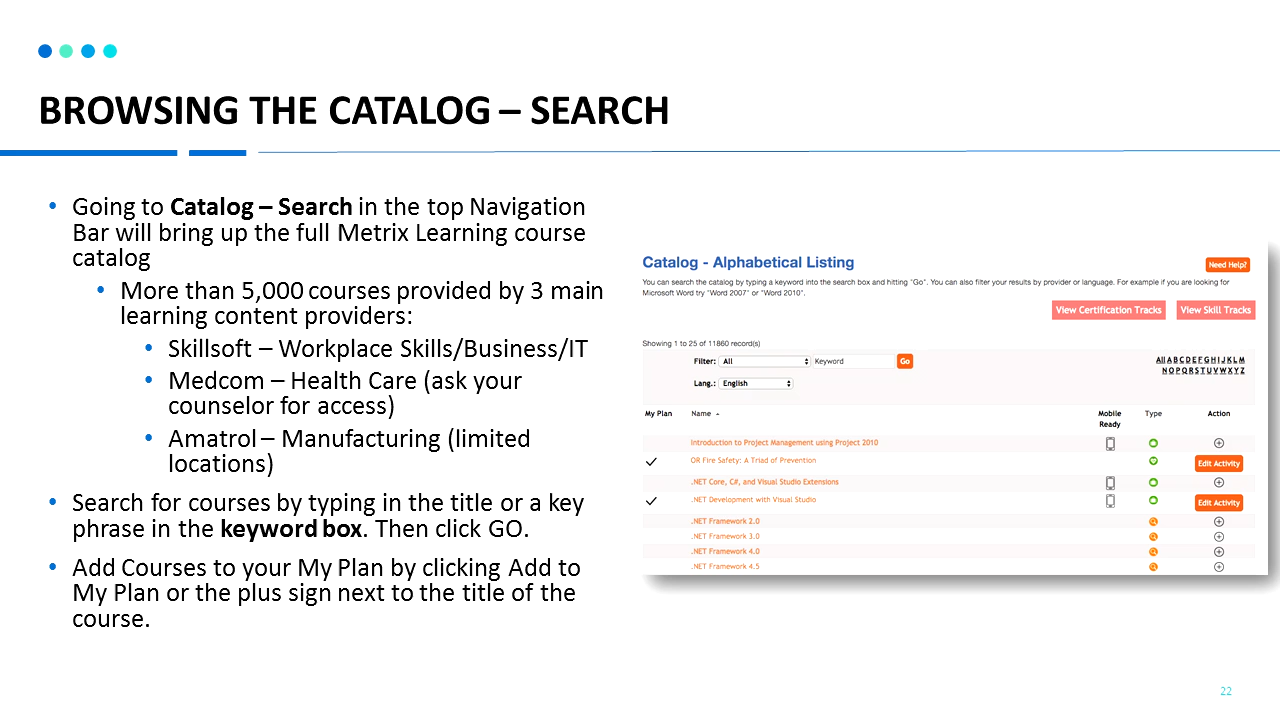 BROWSING THE CATALOG – SEARCH
• Going to Catalog – Search in the top Navigation
Bar will bring up the full Metrix Learning course
catalog
• More than 5,000 courses provided by 3 main
learning content providers:
• Skillsoft – Workplace Skills/Business/IT
• Medcom – Health Care (ask your
counselor for access)
• Amatrol – Manufacturing (limited
locations)
• Search for courses by typing in the title or a key
phrase in the keyword box. Then click GO.
• Add Courses to your My Plan by clicking Add to
My Plan or the plus sign next to the title of the
course.
Catalog - Alphabetical Listing
Need Help?
You can search the catalog by typing a keyword into the search box and hitting "Go". You can also filter your results by provider or language. For example if you are looking for
Microsoft Word try "Word 2007" or "Word 2010".
View Certification Tracks View Skill Tracks
Showing 1 to 25 of 11860 record(s)
Filter: All Keyword Go
All A B C D E F G H I J K L M
N O P Q R S T U V W X Y Z
Lang.: English
My Plan Name Mobile Ready Type Action
Introduction to Project Management using Project 2010
OR Fire Safety: A Triad of Prevention Edit Activity
.NET Core, C#, and Visual Studio Extensions
.NET Development with Visual Studio Edit Activity
.NET Framework 2.0
.NET Framework 3.0
.NET Framework 4.0
.NET Framework 4.5
22